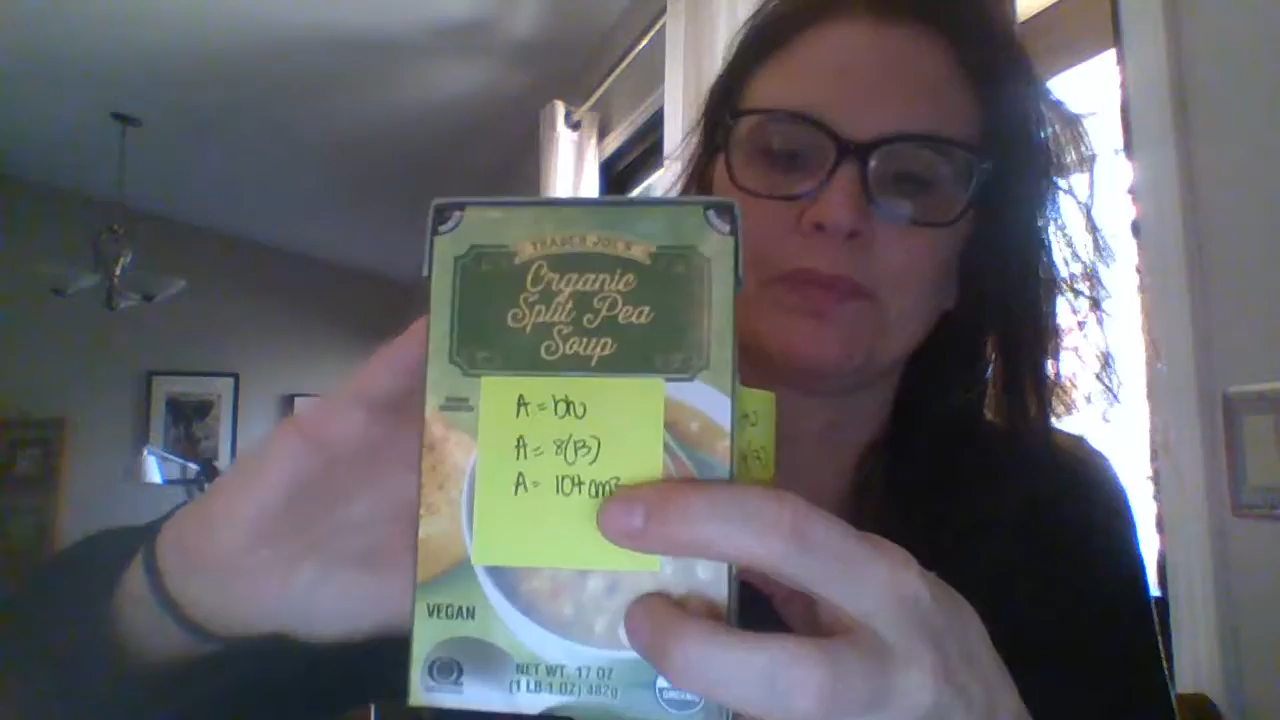 TRADER JOE'S
Organic
Split Pea
Soup
A = bh
A = 8(13)
A = 104 cm²
VEGAN
NET WT. 17 OZ
(1 LB 1 OZ) 482g
ORGANIC